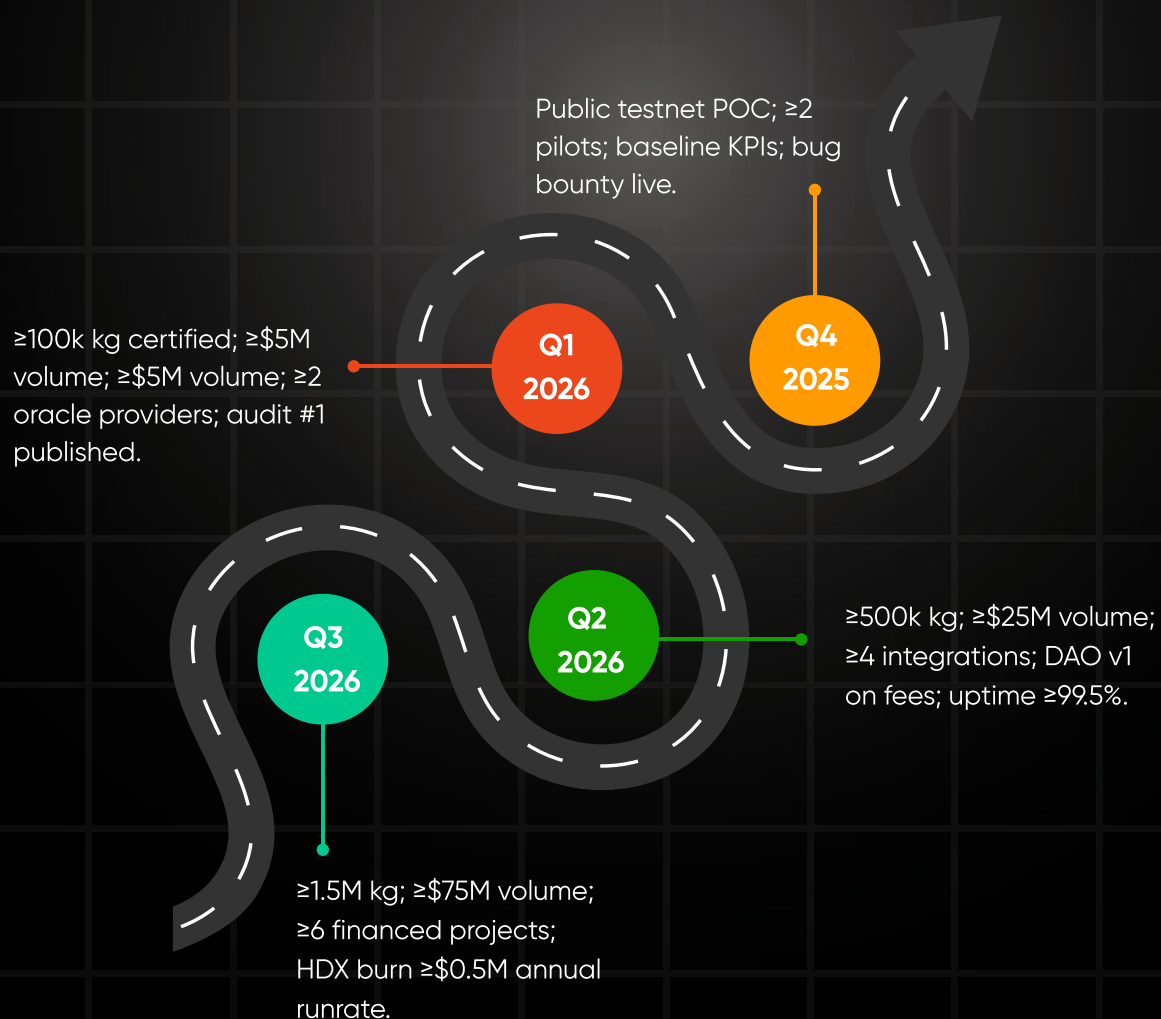 Public testnet POC; ≥2
pilots; baseline KPIs; bug
bounty live.
Q4
2025
≥100k kg certified; ≥$5M
volume; ≥$5M volume; ≥2
oracle providers; audit #1
published.
Q1
2026
Q2
2026
≥500k kg; ≥$25M volume;
≥4 integrations; DAO v1
on fees; uptime ≥99.5%.
Q3
2026
≥1.5M kg; ≥$75M volume;
≥6 financed projects;
HDX burn ≥$0.5M annual
runrate.